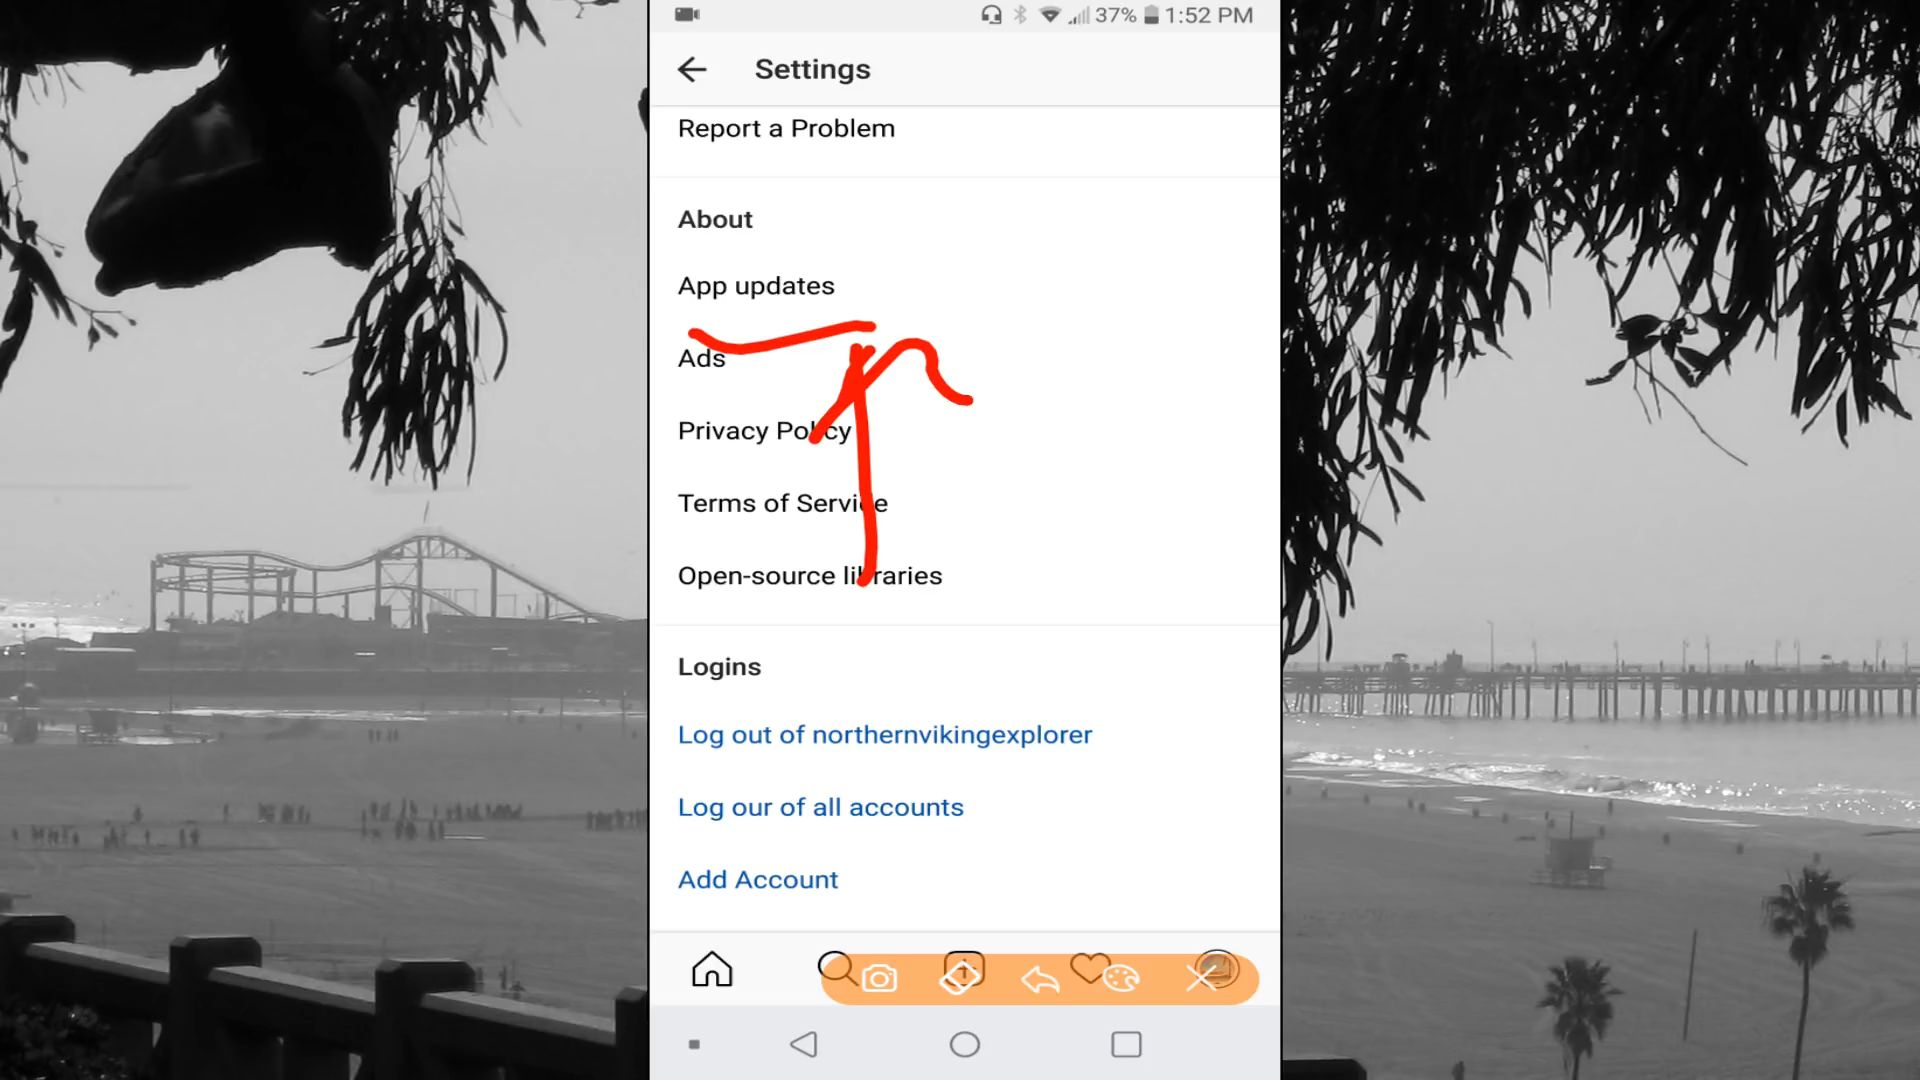 37% 1:52 PM
Settings
Report a Problem
About
App updates
Ads
Privacy Policy
Terms of Service
Open-source libraries
Logins
Log out of northernvikingexplorer
Log our of all accounts
Add Account